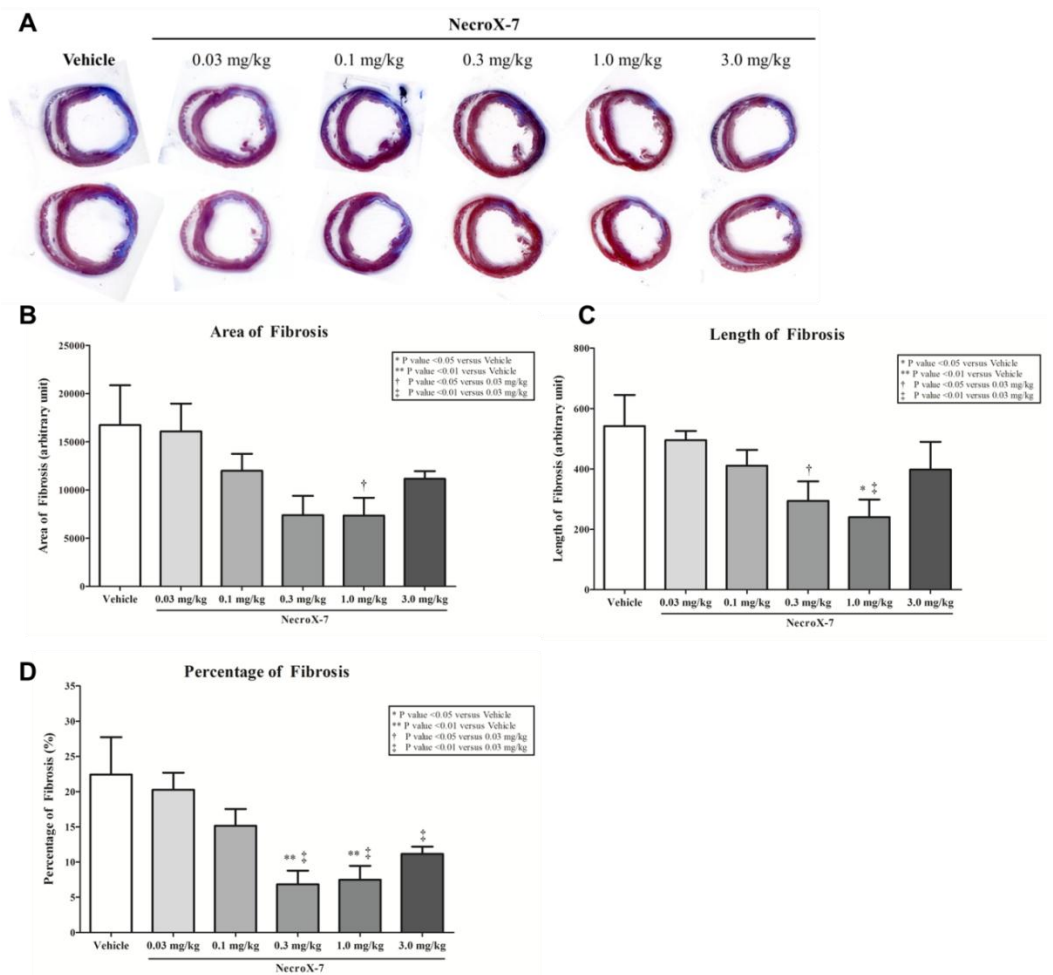 A
NecroX-7
Vehicle 0.03 mg/kg 0.1 mg/kg 0.3 mg/kg 1.0 mg/kg 3.0 mg/kg
B
Area of Fibrosis
Area of Fibrosis (arbitrary unit)
25000
20000
15000
10000
5000
0
* P value <0.05 versus Vehicle
** P value <0.01 versus Vehicle
† P value <0.05 versus 0.03 mg/kg
‡ P value <0.01 versus 0.03 mg/kg
†
Vehicle 0.03 mg/kg 0.1 mg/kg 0.3 mg/kg 1.0 mg/kg 3.0 mg/kg
NecroX-7
C
Length of Fibrosis
Length of Fibrosis (arbitrary unit)
800
600
400
200
0
* P value <0.05 versus Vehicle
** P value <0.01 versus Vehicle
† P value <0.05 versus 0.03 mg/kg
‡ P value <0.01 versus 0.03 mg/kg
† * ‡
Vehicle 0.03 mg/kg 0.1 mg/kg 0.3 mg/kg 1.0 mg/kg 3.0 mg/kg
NecroX-7
D
Percentage of Fibrosis
Percentage of Fibrosis (%)
35
30
25
20
15
10
5
0
* P value <0.05 versus Vehicle
** P value <0.01 versus Vehicle
† P value <0.05 versus 0.03 mg/kg
‡ P value <0.01 versus 0.03 mg/kg
** ‡ ** ‡ ‡
Vehicle 0.03 mg/kg 0.1 mg/kg 0.3 mg/kg 1.0 mg/kg 3.0 mg/kg
NecroX-7